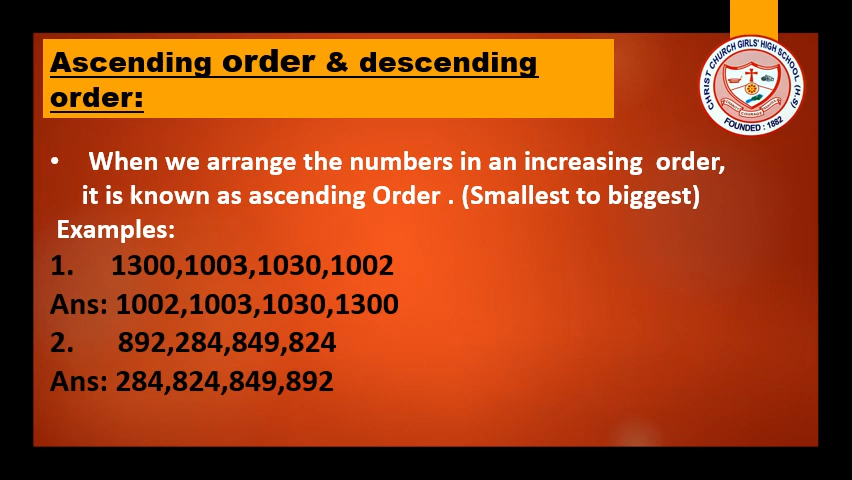 Ascending order & descending
order:
CHRIST CHURCH GIRLS' HIGH SCHOOL (H.S)
FOUNDED : 1882
• When we arrange the numbers in an increasing order,
it is known as ascending Order . (Smallest to biggest)
Examples:
1. 1300,1003,1030,1002
Ans: 1002,1003,1030,1300
2. 892,284,849,824
Ans: 284,824,849,892